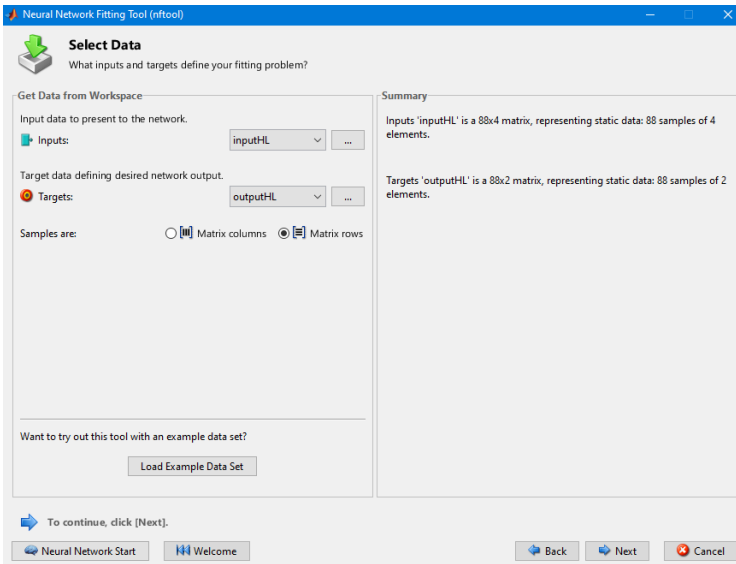 Neural Network Fitting Tool (nftool)
Select Data
What inputs and targets define your fitting problem?
Get Data from Workspace
Input data to present to the network.
Inputs: inputHL ...
Target data defining desired network output.
Targets: outputHL ...
Samples are: Matrix columns Matrix rows
Want to try out this tool with an example data set?
Load Example Data Set
Summary
Inputs 'inputHL' is a 88x4 matrix, representing static data: 88 samples of 4
elements.
Targets 'outputHL' is a 88x2 matrix, representing static data: 88 samples of 2
elements.
To continue, click [Next].
Neural Network Start Welcome Back Next Cancel